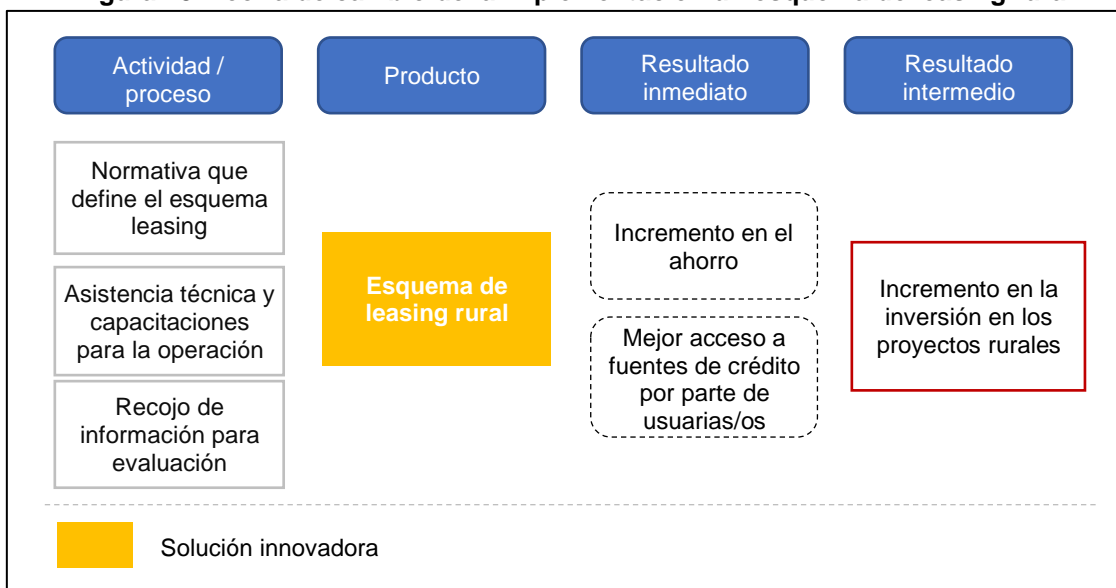 Actividad /
proceso
Producto
Resultado
inmediato
Resultado
intermedio
Normativa que
define el esquema
leasing
Asistencia técnica y
capacitaciones
para la operación
Recojo de
información para
evaluación
Esquema de
leasing rural
Incremento en el
ahorro
Mejor acceso a
fuentes de crédito
por parte de
usuarias/os
Incremento en la
inversión en los
proyectos rurales
Solución innovadora